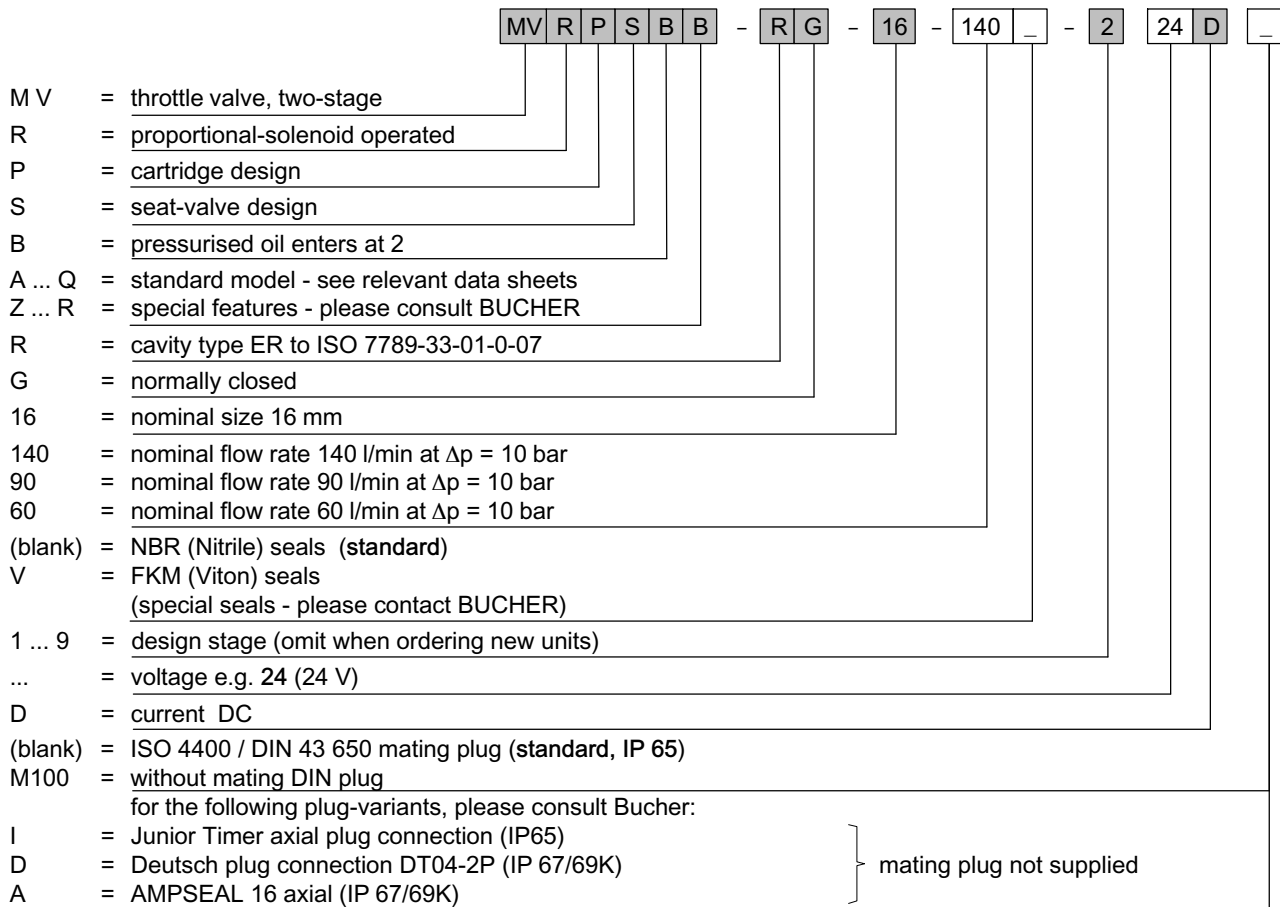 MV R P S B B - R G - 16 - 140 _ - 2 24 D _
M V = throttle valve, two-stage
R = proportional-solenoid operated
P = cartridge design
S = seat-valve design
B = pressurised oil enters at 2
A ... Q = standard model - see relevant data sheets
Z ... R = special features - please consult BUCHER
R = cavity type ER to ISO 7789-33-01-0-07
G = normally closed
16 = nominal size 16 mm
140 = nominal flow rate 140 l/min at ∆p = 10 bar
90 = nominal flow rate 90 l/min at ∆p = 10 bar
60 = nominal flow rate 60 l/min at ∆p = 10 bar
(blank) = NBR (Nitrile) seals (standard)
V = FKM (Viton) seals
(special seals - please contact BUCHER)
1 ... 9 = design stage (omit when ordering new units)
... = voltage e.g. 24 (24 V)
D = current DC
(blank) = ISO 4400 / DIN 43 650 mating plug (standard, IP 65)
M100 = without mating DIN plug
for the following plug-variants, please consult Bucher:
I = Junior Timer axial plug connection (IP65)
D = Deutsch plug connection DT04-2P (IP 67/69K) mating plug not supplied
A = AMPSEAL 16 axial (IP 67/69K)